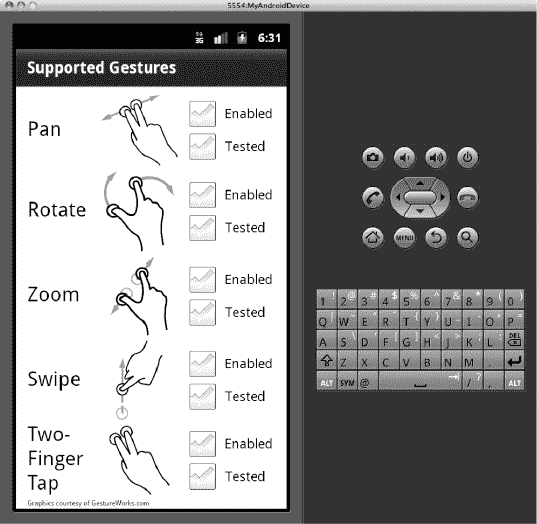 5554:MyAndroidDevice
3G 6:31
Supported Gestures
Pan
Enabled
Tested
Rotate
Enabled
Tested
Zoom
Enabled
Tested
Swipe
Enabled
Tested
Two-
Finger
Tap
Enabled
Tested
Graphics courtesy of GestureWorks.com
MENU
1 ! 2 @ 3 # 4 $ 5 % 6 ^ 7 & 8 * 9 ( 0 )
Q W E R T Y U I O P
A S D F G H J K L DEL
Z X C V B N M .
ALT SYM @ / ? , ALT